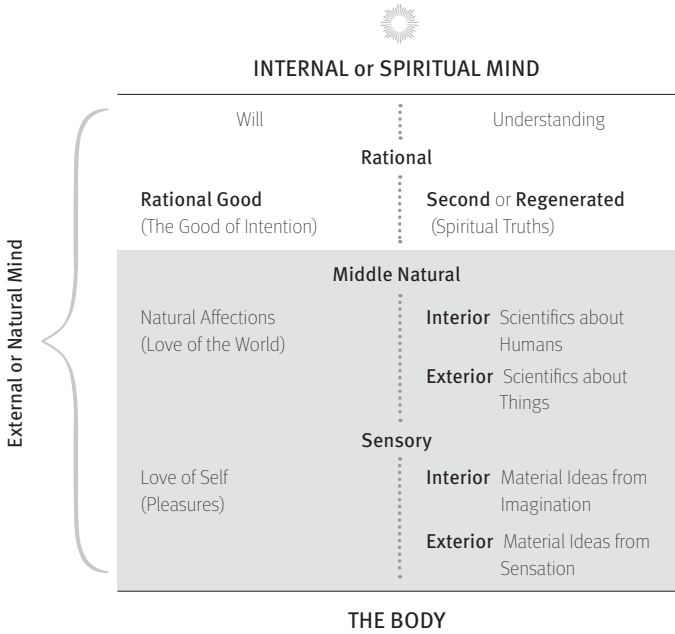 INTERNAL or SPIRITUAL MIND
Will
Understanding
Rational
Rational Good
(The Good of Intention)
Second or Regenerated
(Spiritual Truths)
External or Natural Mind
Middle Natural
Natural Affections
(Love of the World)
Interior Scientifics about
Humans
Exterior Scientifics about
Things
Sensory
Love of Self
(Pleasures)
Interior Material Ideas from
Imagination
Exterior Material Ideas from
Sensation
THE BODY